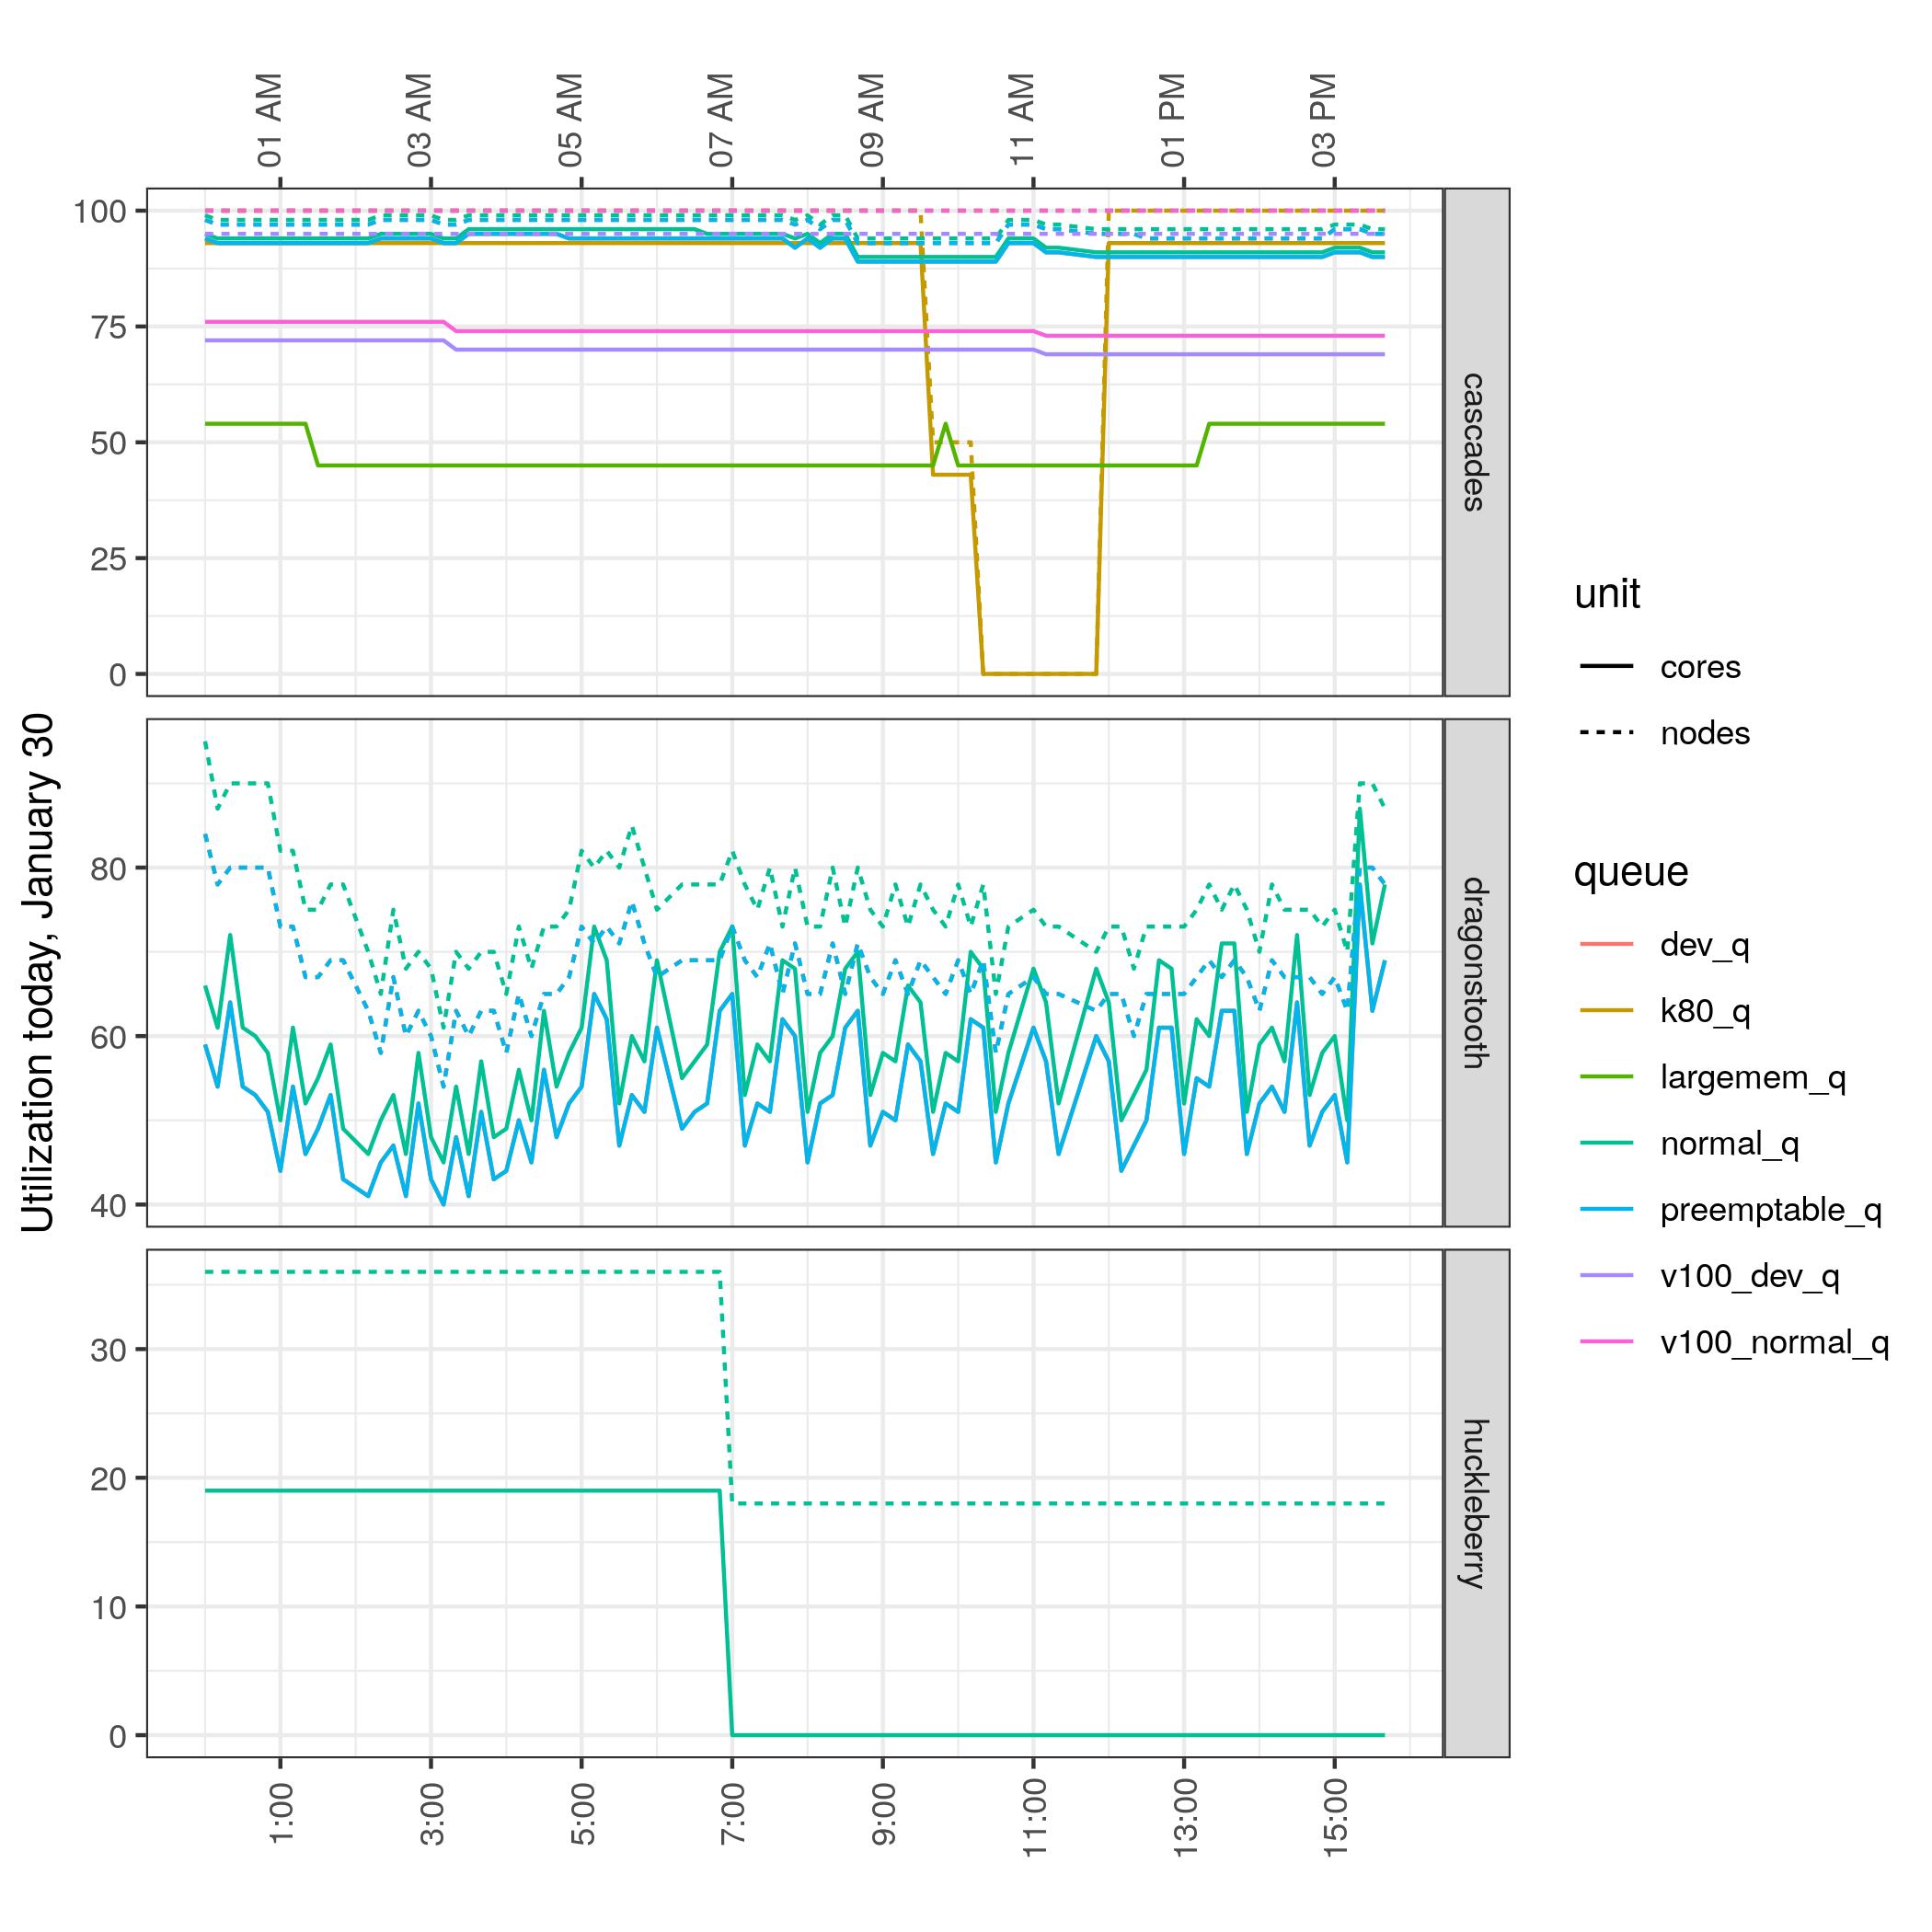 01 AM
03 AM
05 AM
07 AM
09 AM
11 AM
01 PM
03 PM
Utilization today, January 30
100
75
50
25
0
cascades
80
60
40
dragonstooth
30
20
10
0
huckleberry
1:00
3:00
5:00
7:00
9:00
11:00
13:00
15:00
unit
cores
nodes
queue
dev_q
k80_q
largemem_q
normal_q
preemptable_q
v100_dev_q
v100_normal_q